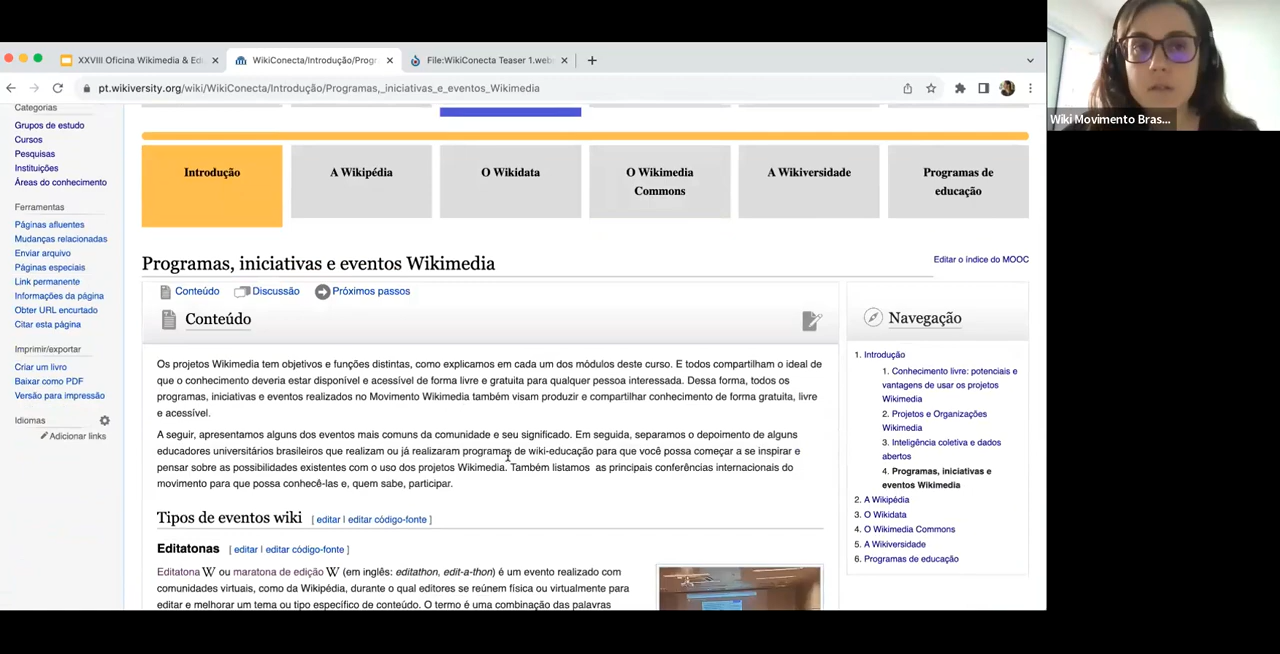 XXVIII Oficina Wikimedia & Ed
WikiConecta/Introdução/Progr
File:WikiConecta Teaser 1.web
pt.wikiversity.org/wiki/WikiConecta/Introdução/Programas,_iniciativas_e_eventos_Wikimedia
Wiki Movimento Bras...
Categorias
Grupos de estudo
Cursos
Pesquisas
Instituições
Áreas do conhecimento
Ferramentas
Páginas afluentes
Mudanças relacionadas
Enviar arquivo
Páginas especiais
Link permanente
Informações da página
Obter URL encurtado
Citar esta página
Imprimir/exportar
Criar um livro
Baixar como PDF
Versão para impressão
Idiomas
Adicionar links
Introdução
A Wikipédia
O Wikidata
O Wikimedia
Commons
A Wikiversidade
Programas de
educação
Programas, iniciativas e eventos Wikimedia
Editar o índice do MOOC
Conteúdo Discussão Próximos passos
Conteúdo
Os projetos Wikimedia tem objetivos e funções distintas, como explicamos em cada um dos módulos deste curso. E todos compartilham o ideal de
que o conhecimento deveria estar disponível e acessível de forma livre e gratuita para qualquer pessoa interessada. Dessa forma, todos os
programas, iniciativas e eventos realizados no Movimento Wikimedia também visam produzir e compartilhar conhecimento de forma gratuita, livre
e acessível.
A seguir, apresentamos alguns dos eventos mais comuns da comunidade e seu significado. Em seguida, separamos o depoimento de alguns
educadores universitários brasileiros que realizam ou já realizaram programas de wiki-educação para que você possa começar a se inspirar e
pensar sobre as possibilidades existentes com o uso dos projetos Wikimedia. Também listamos as principais conferências internacionais do
movimento para que possa conhecê-las e, quem sabe, participar.
Tipos de eventos wiki [ editar | editar código-fonte ]
Editatonas [ editar | editar código-fonte ]
Editatona W ou maratona de edição W (em inglês: editathon, edit-a-thon) é um evento realizado com
comunidades virtuais, como da Wikipédia, durante o qual editores se reúnem física ou virtualmente para
editar e melhorar um tema ou tipo específico de conteúdo. O termo é uma combinação das palavras
Navegação
1. Introdução
1. Conhecimento livre: potenciais e
vantagens de usar os projetos
Wikimedia
2. Projetos e Organizações
Wikimedia
3. Inteligência coletiva e dados
abertos
4. Programas, iniciativas e
eventos Wikimedia
2. A Wikipédia
3. O Wikidata
4. O Wikimedia Commons
5. A Wikiversidade
6. Programas de educação